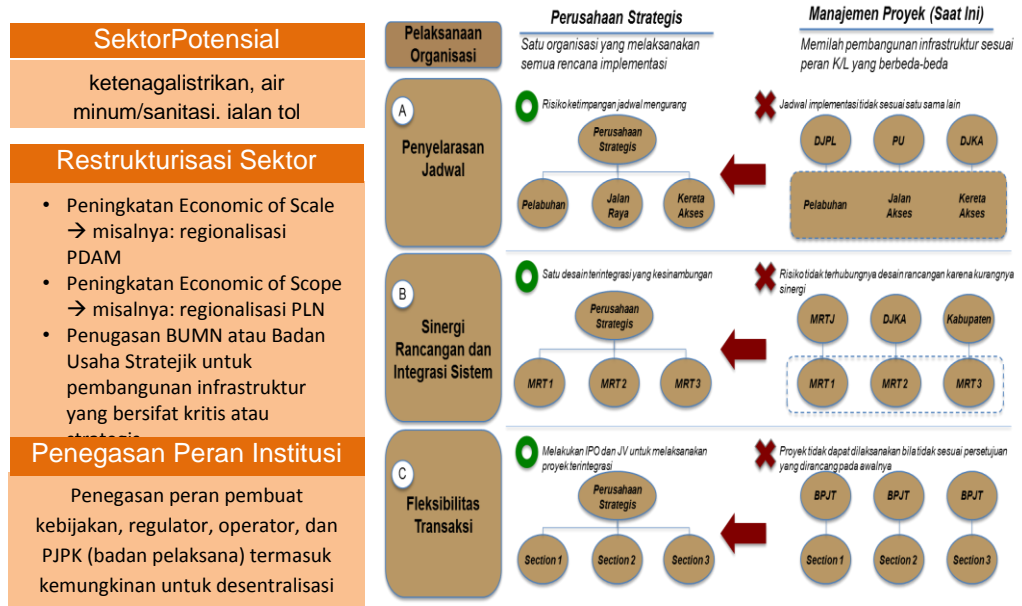 SektorPotensial
ketenagalistrikan, air
minum/sanitasi. jalan tol
Restrukturisasi Sektor
• Peningkatan Economic of Scale
→ misalnya: regionalisasi
PDAM
• Peningkatan Economic of Scope
→ misalnya: regionalisasi PLN
• Penugasan BUMN atau Badan
Usaha Stratejik untuk
pembangunan infrastruktur
yang bersifat kritis atau
Penegasan Peran Institusi
Penegasan peran pembuat
kebijakan, regulator, operator, dan
PJPK (badan pelaksana) termasuk
kemungkinan untuk desentralisasi
Pelaksanaan
Organisasi
Perusahaan Strategis
Satu organisasi yang melaksanakan
semua rencana implementasi
Manajemen Proyek (Saat Ini)
Memilah pembangunan infrastruktur sesuai
peran K/L yang berbeda-beda
A
Penyelarasan
Jadwal
Risiko ketimpangan jadwal mengurang
Perusahaan
Strategis
Pelabuhan
Jalan
Raya
Kereta
Akses
Jadwal implementasi tidak sesuai satu sama lain
DJPL
PU
DJKA
Pelabuhan
Jalan
Akses
Kereta
Akses
B
Sinergi
Rancangan dan
Integrasi Sistem
Satu desain terintegrasi yang kesinambungan
Perusahaan
Strategis
MRT 1
MRT 2
MRT 3
Risiko tidak terhubungnya desain rancangan karena kurangnya
sinergi
MRTJ
DJKA
Kabupaten
MRT 1
MRT 2
MRT 3
C
Fleksibilitas
Transaksi
Melakukan IPO dan JV untuk melaksanakan
proyek terintegrasi
Perusahaan
Strategis
Section 1
Section 2
Section 3
Proyek tidak dapat dilaksanakan bila tidak sesuai persetujuan
yang dirancang pada awalnya
BPJT
BPJT
BPJT
Section 1
Section 2
Section 3